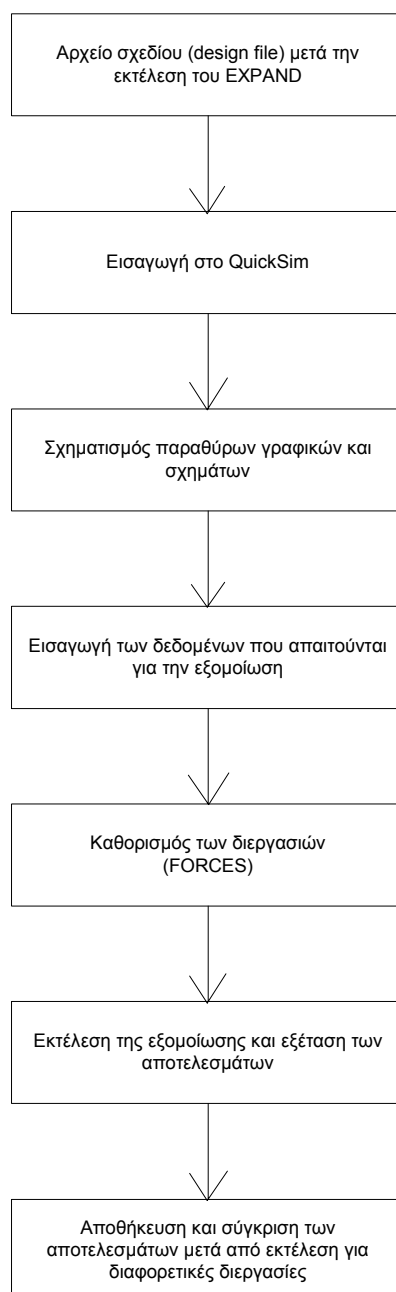 Αρχείο σχεδίου (design file) μετά την
εκτέλεση του EXPAND
Εισαγωγή στο QuickSim
Σχηματισμός παραθύρων γραφικών και
σχημάτων
Εισαγωγή των δεδομένων που απαιτούνται
για την εξομοίωση
Καθορισμός των διεργασιών
(FORCES)
Εκτέλεση της εξομοίωσης και εξέταση των
αποτελεσμάτων
Αποθήκευση και σύγκριση των
αποτελεσμάτων μετά από εκτέλεση για
διαφορετικές διεργασίες